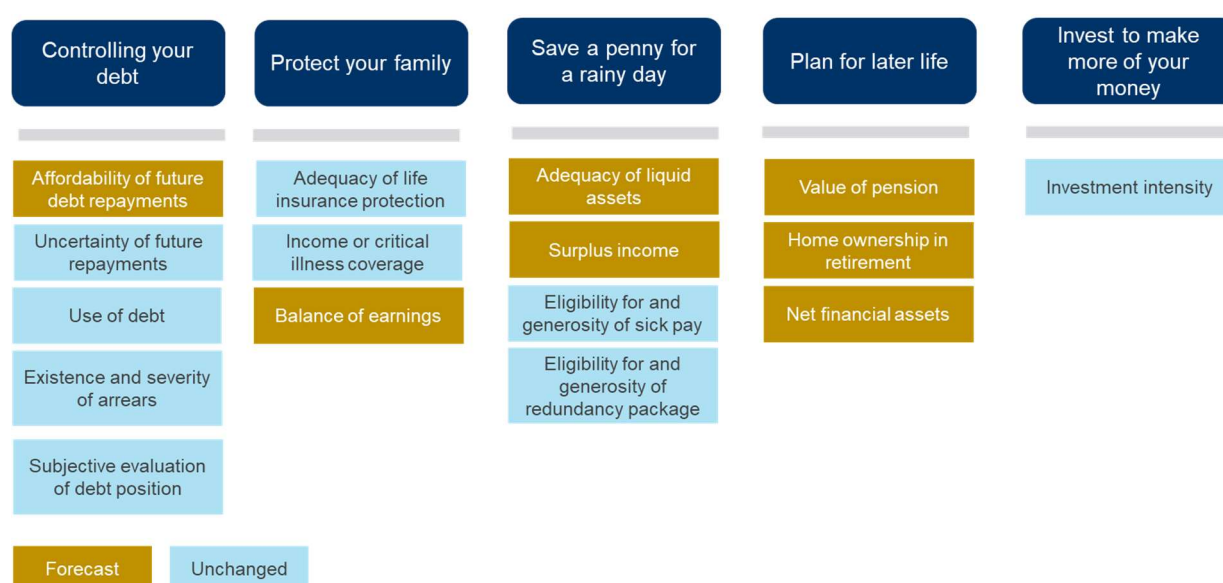 Controlling your
debt
Protect your family
Save a penny for
a rainy day
Plan for later life
Invest to make
more of your
money
Affordability of future
debt repayments
Uncertainty of future
repayments
Use of debt
Existence and severity
of arrears
Subjective evaluation
of debt position
Adequacy of life
insurance protection
Income or critical
illness coverage
Balance of earnings
Adequacy of liquid
assets
Surplus income
Eligibility for and
generosity of sick pay
Eligibility for and
generosity of
redundancy package
Value of pension
Home ownership in
retirement
Net financial assets
Investment intensity
Forecast
Unchanged